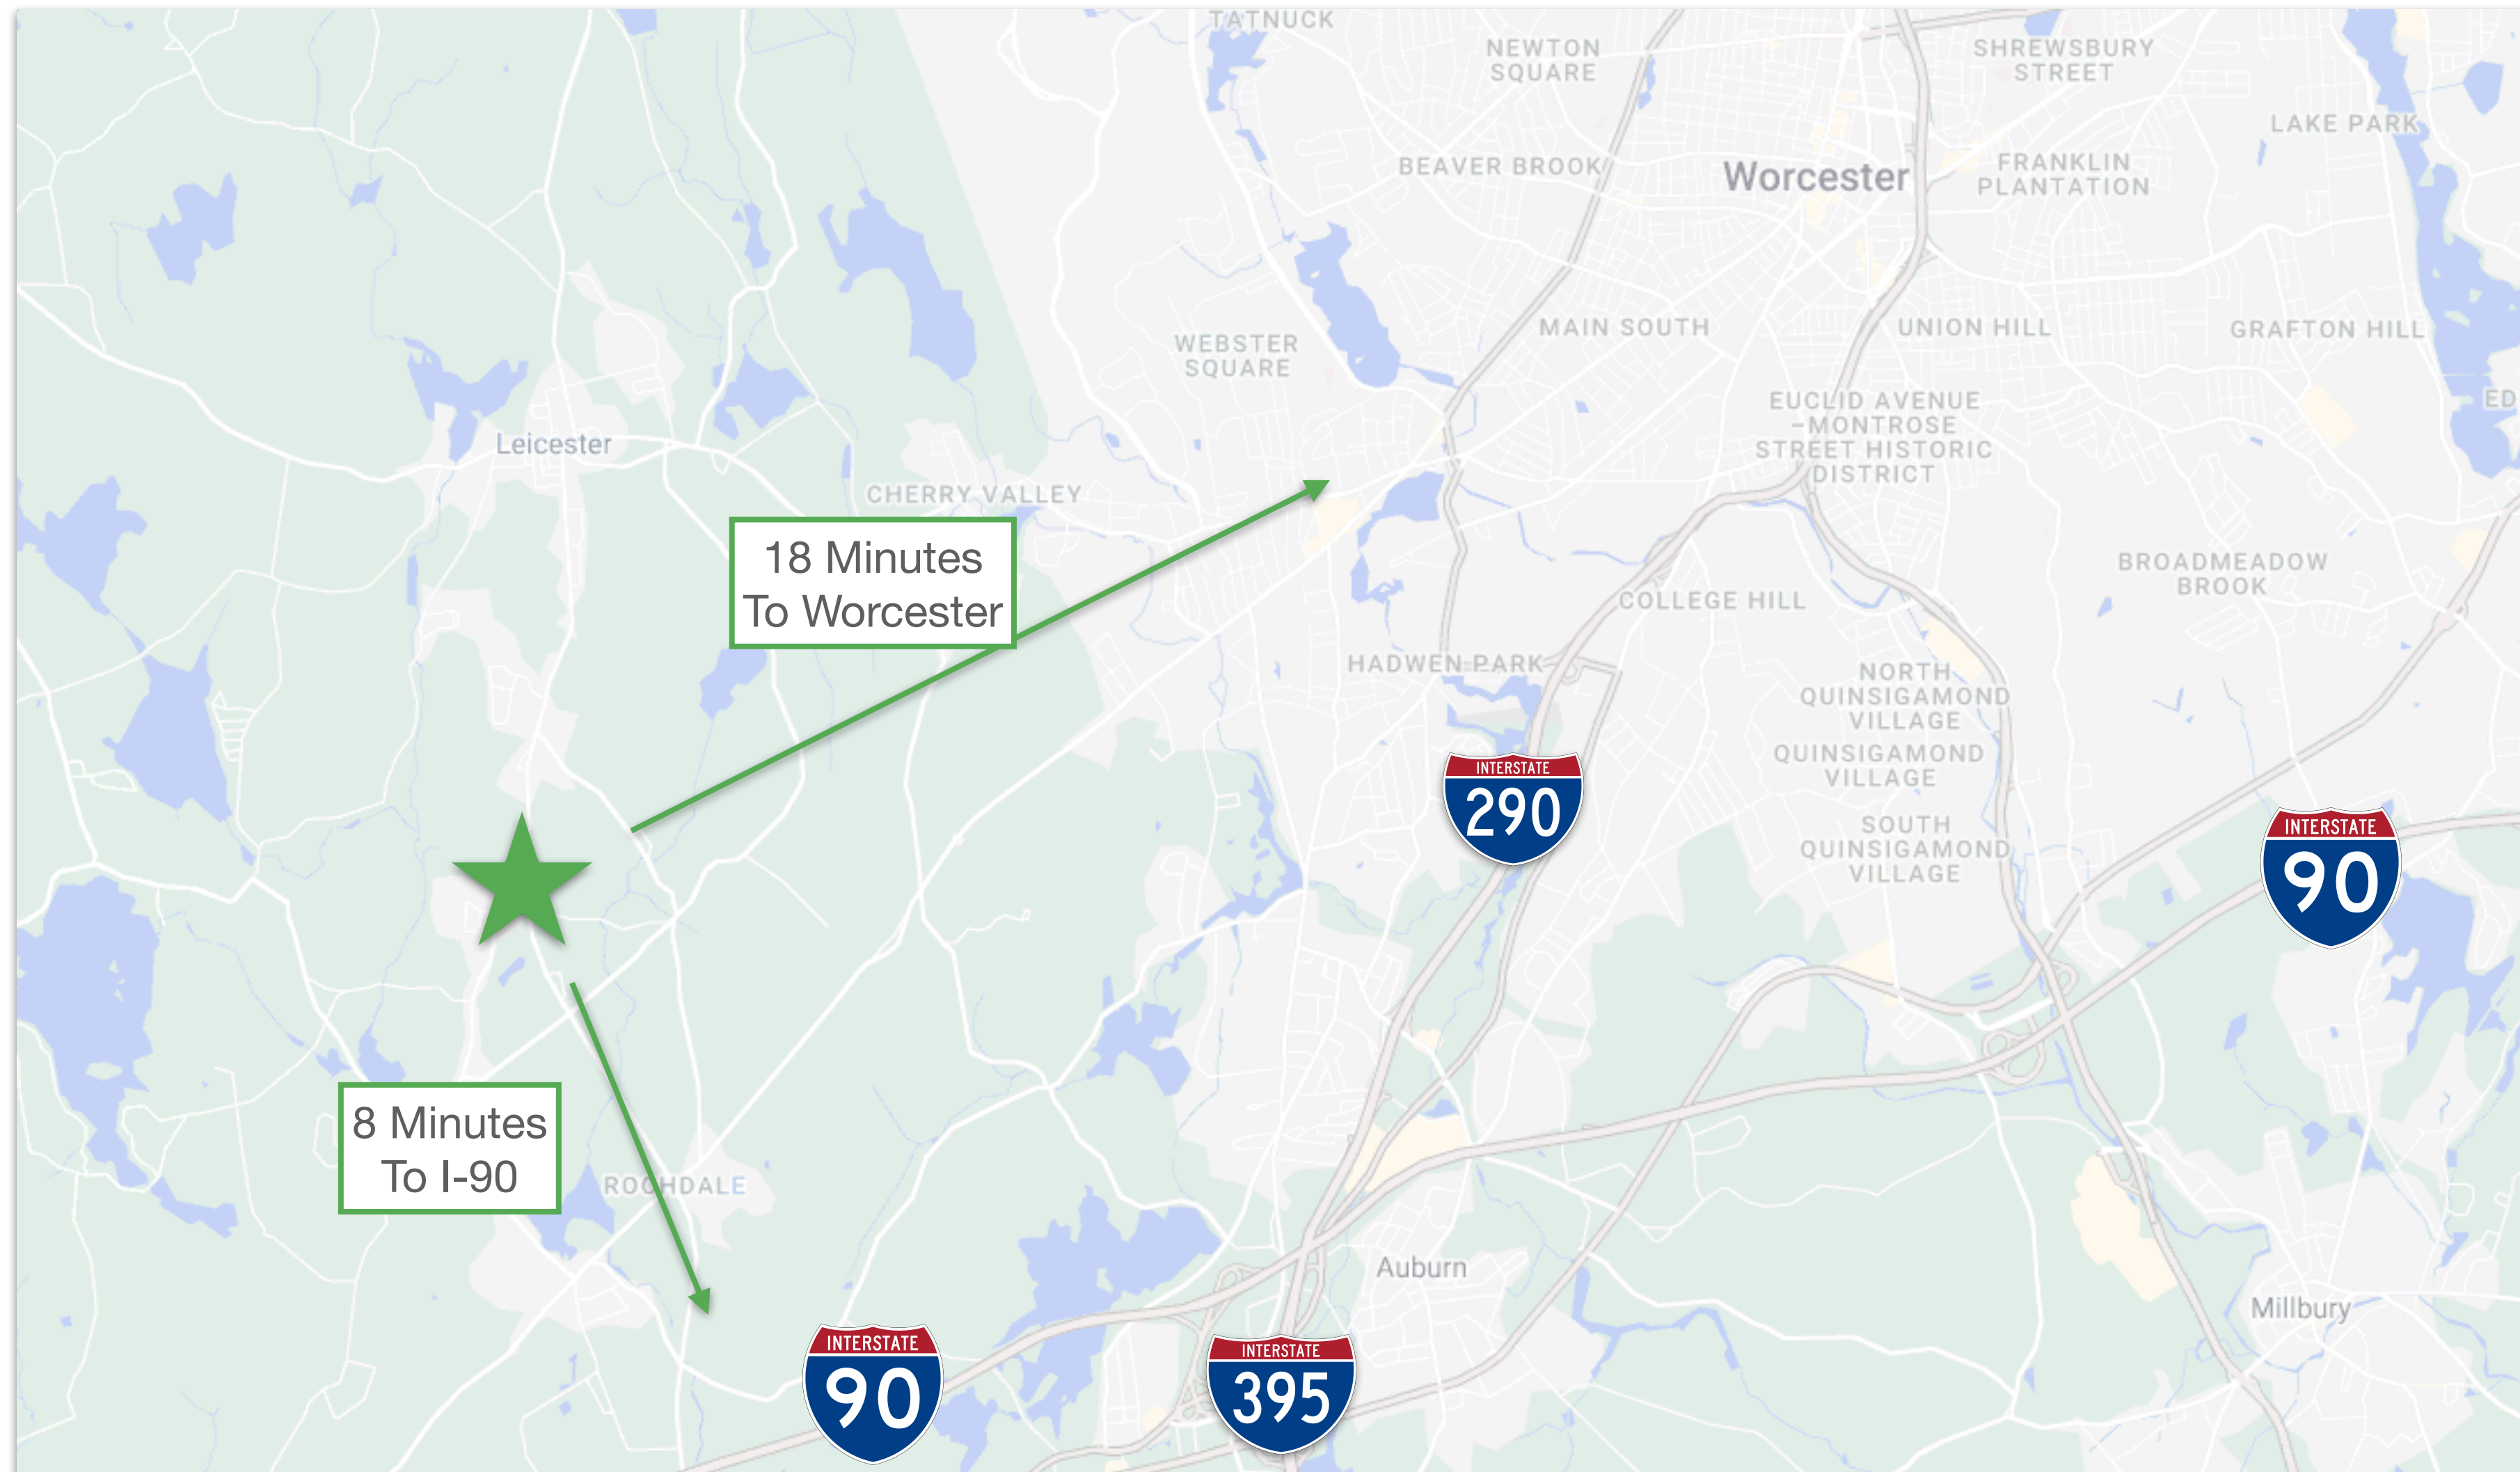 TATNUCK
NEWTON
SQUARE
SHREWSBURY
STREET
LAKE PARK
BEAVER BROOK
Worcester
FRANKLIN
PLANTATION
WEBSTER
SQUARE
MAIN SOUTH
UNION HILL
GRAFTON HILL
Leicester
EUCLID AVENUE
–MONTROSE
STREET HISTORIC
DISTRICT
ED
CHERRY VALLEY
18 Minutes
To Worcester
BROADMEADOW
BROOK
COLLEGE HILL
HADWEN PARK
NORTH
QUINSIGAMOND
VILLAGE
QUINSIGAMOND
VILLAGE
INTERSTATE
290
SOUTH
QUINSIGAMOND
VILLAGE
INTERSTATE
90
8 Minutes
To I-90
ROCHDALE
Auburn
Millbury
INTERSTATE
90
INTERSTATE
395